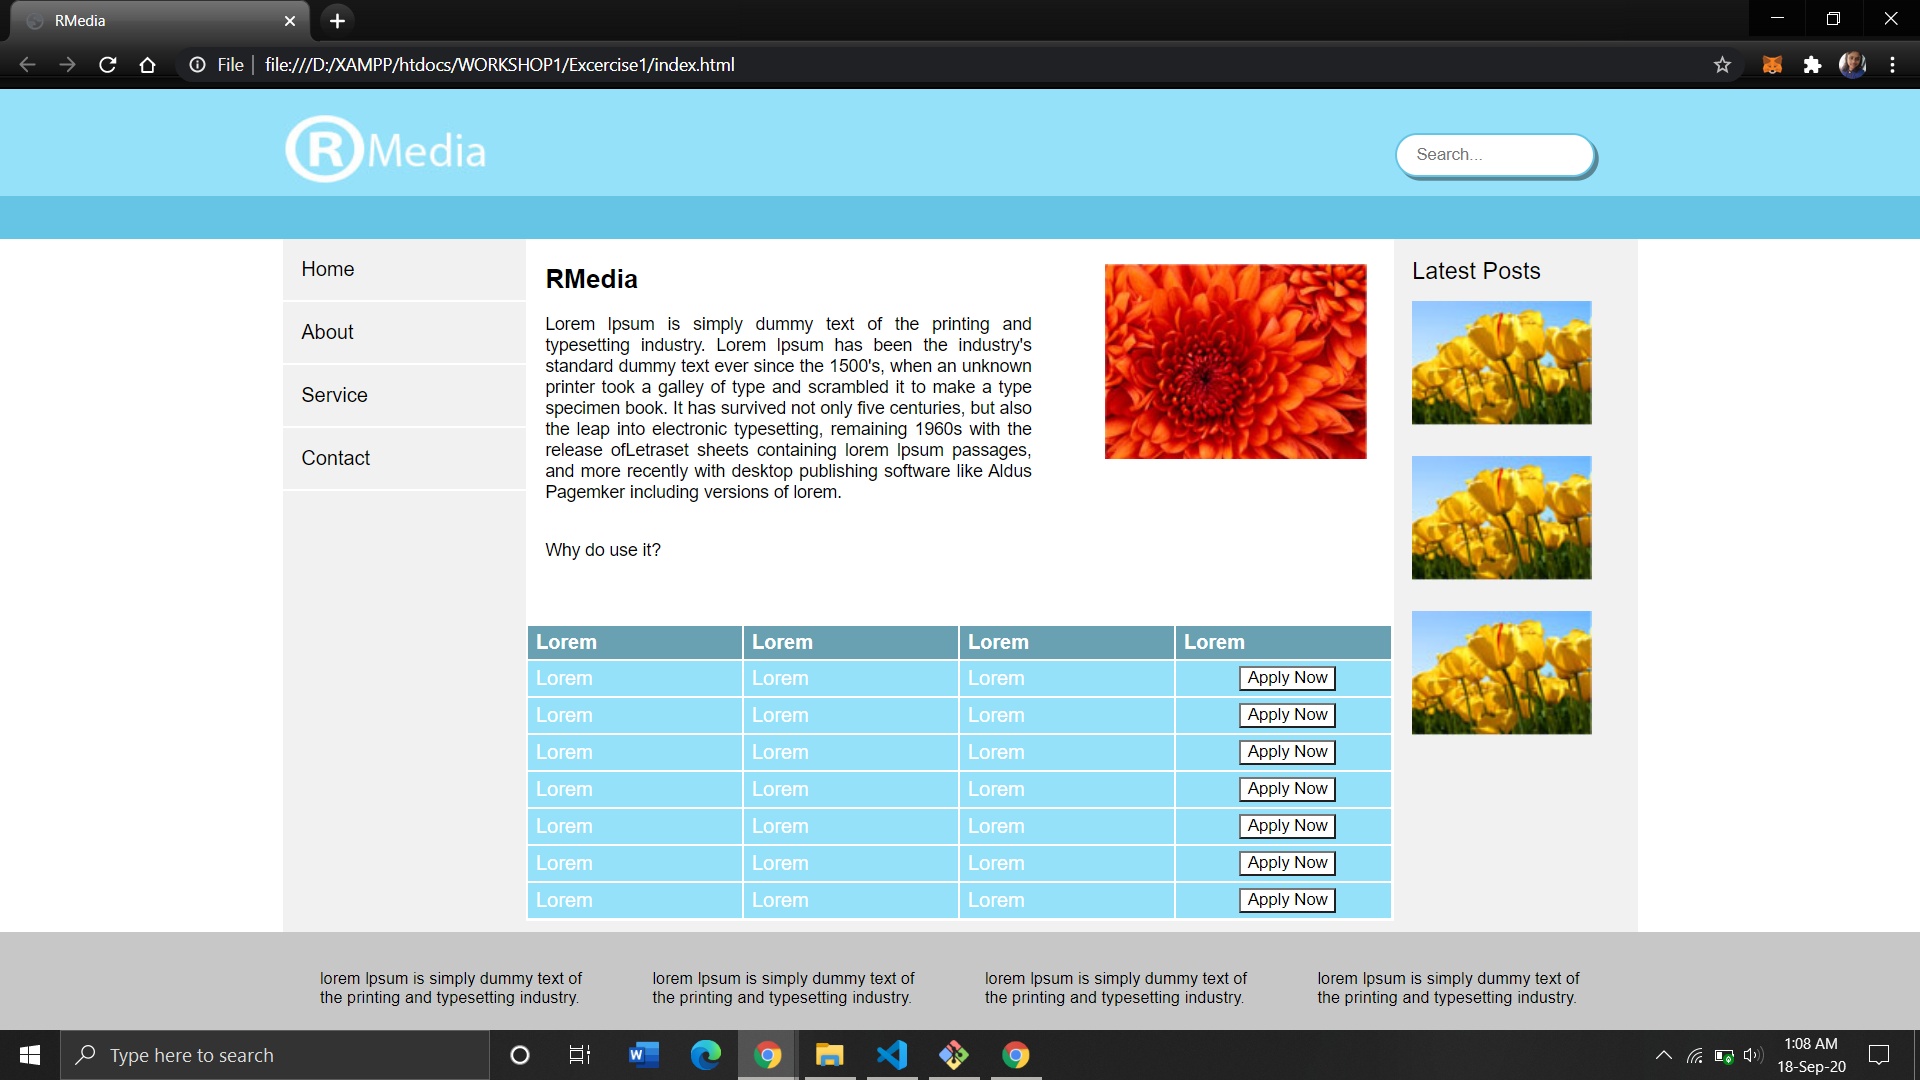 RMedia
File
file:///D:/XAMPP/htdocs/WORKSHOP1/Excercise1/index.html
RMedia
Search...
Home
About
Service
Contact
RMedia
Lorem Ipsum is simply dummy text of the printing and
typesetting industry. Lorem Ipsum has been the industry's
standard dummy text ever since the 1500's, when an unknown
printer took a galley of type and scrambled it to make a type
specimen book. It has survived not only five centuries, but also
the leap into electronic typesetting, remaining 1960s with the
release ofLetraset sheets containing lorem Ipsum passages,
and more recently with desktop publishing software like Aldus
Pagemker including versions of lorem.
Why do use it?
Latest Posts
Lorem Lorem Lorem Lorem
Lorem Lorem Lorem Apply Now
Lorem Lorem Lorem Apply Now
Lorem Lorem Lorem Apply Now
Lorem Lorem Lorem Apply Now
Lorem Lorem Lorem Apply Now
Lorem Lorem Lorem Apply Now
Lorem Lorem Lorem Apply Now
lorem Ipsum is simply dummy text of
the printing and typesetting industry.
lorem Ipsum is simply dummy text of
the printing and typesetting industry.
lorem Ipsum is simply dummy text of
the printing and typesetting industry.
lorem Ipsum is simply dummy text of
the printing and typesetting industry.
Type here to search
1:08 AM
18-Sep-20